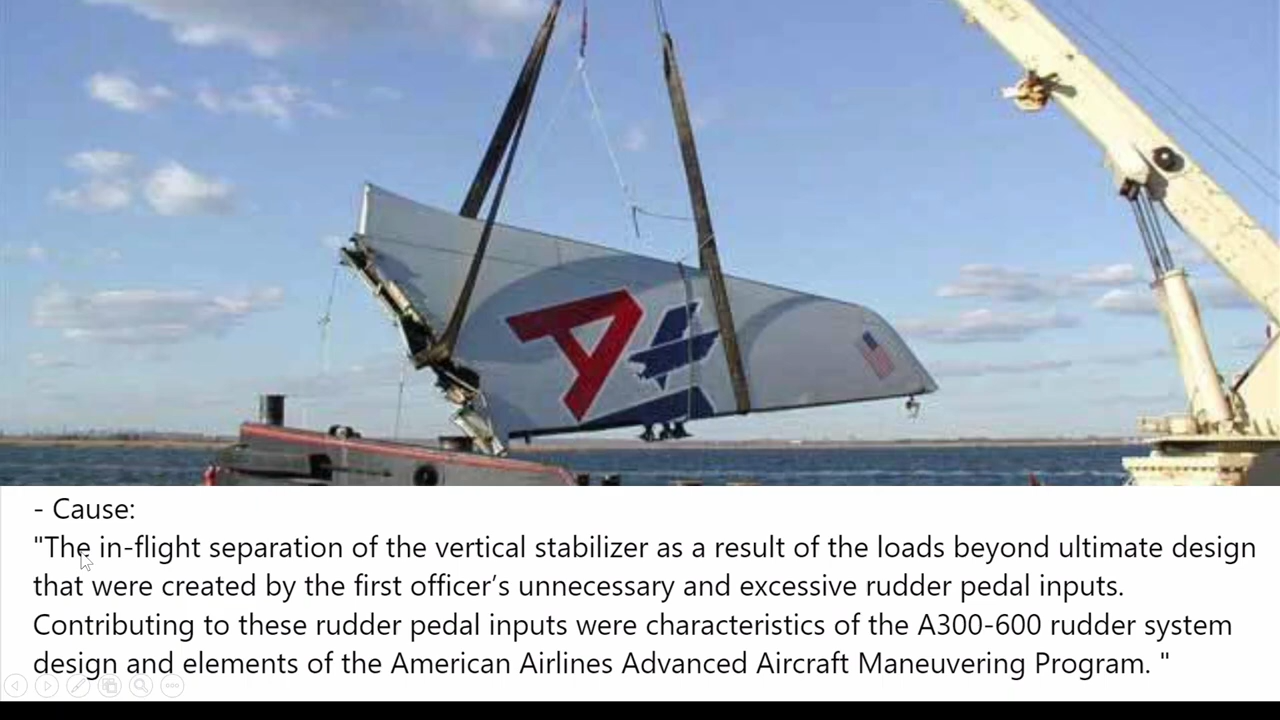 AA
- Cause:
"The in-flight separation of the vertical stabilizer as a result of the loads beyond ultimate design
that were created by the first officer’s unnecessary and excessive rudder pedal inputs.
Contributing to these rudder pedal inputs were characteristics of the A300-600 rudder system
design and elements of the American Airlines Advanced Aircraft Maneuvering Program. "